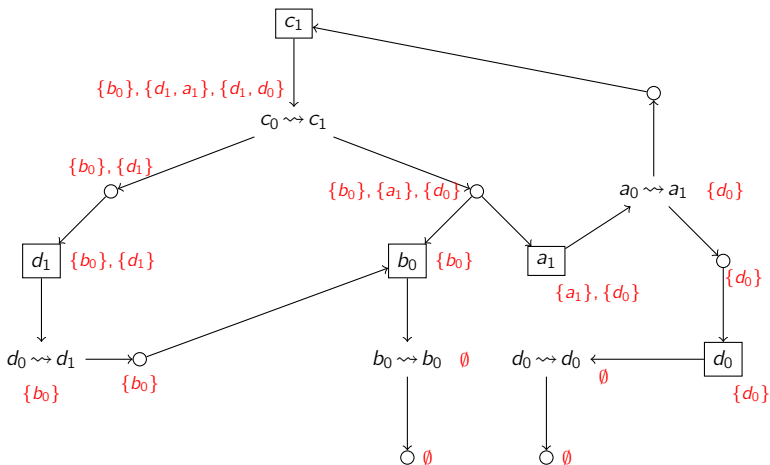 c₁
{b₀}, {d₁, a₁}, {d₁, d₀}
c₀ ⇝ c₁
{b₀}, {d₁}
{b₀}, {a₁}, {d₀}
a₀ ⇝ a₁ {d₀}
d₁ {b₀}, {d₁}
b₀ {b₀}
a₁
{d₀}
{a₁}, {d₀}
d₀ ⇝ d₁
b₀ ⇝ b₀ ∅
d₀ ⇝ d₀
∅
d₀
{b₀}
{b₀}
{d₀}
∅
∅